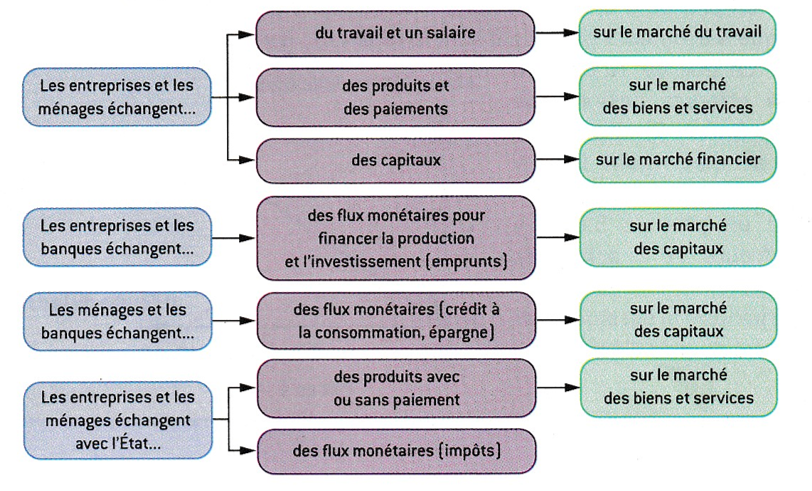 Les entreprises et les
ménages échangent...
du travail et un salaire
sur le marché du travail
des produits et
des paiements
sur le marché
des biens et services
des capitaux
sur le marché financier
Les entreprises et les
banques échangent...
des flux monétaires pour
financer la production
et l'investissement (emprunts)
sur le marché
des capitaux
Les ménages et les
banques échangent...
des flux monétaires (crédit à
la consommation, épargne)
sur le marché
des capitaux
Les entreprises et les
ménages échangent
avec l'État...
des produits avec
ou sans paiement
sur le marché
des biens et services
des flux monétaires (impôts)